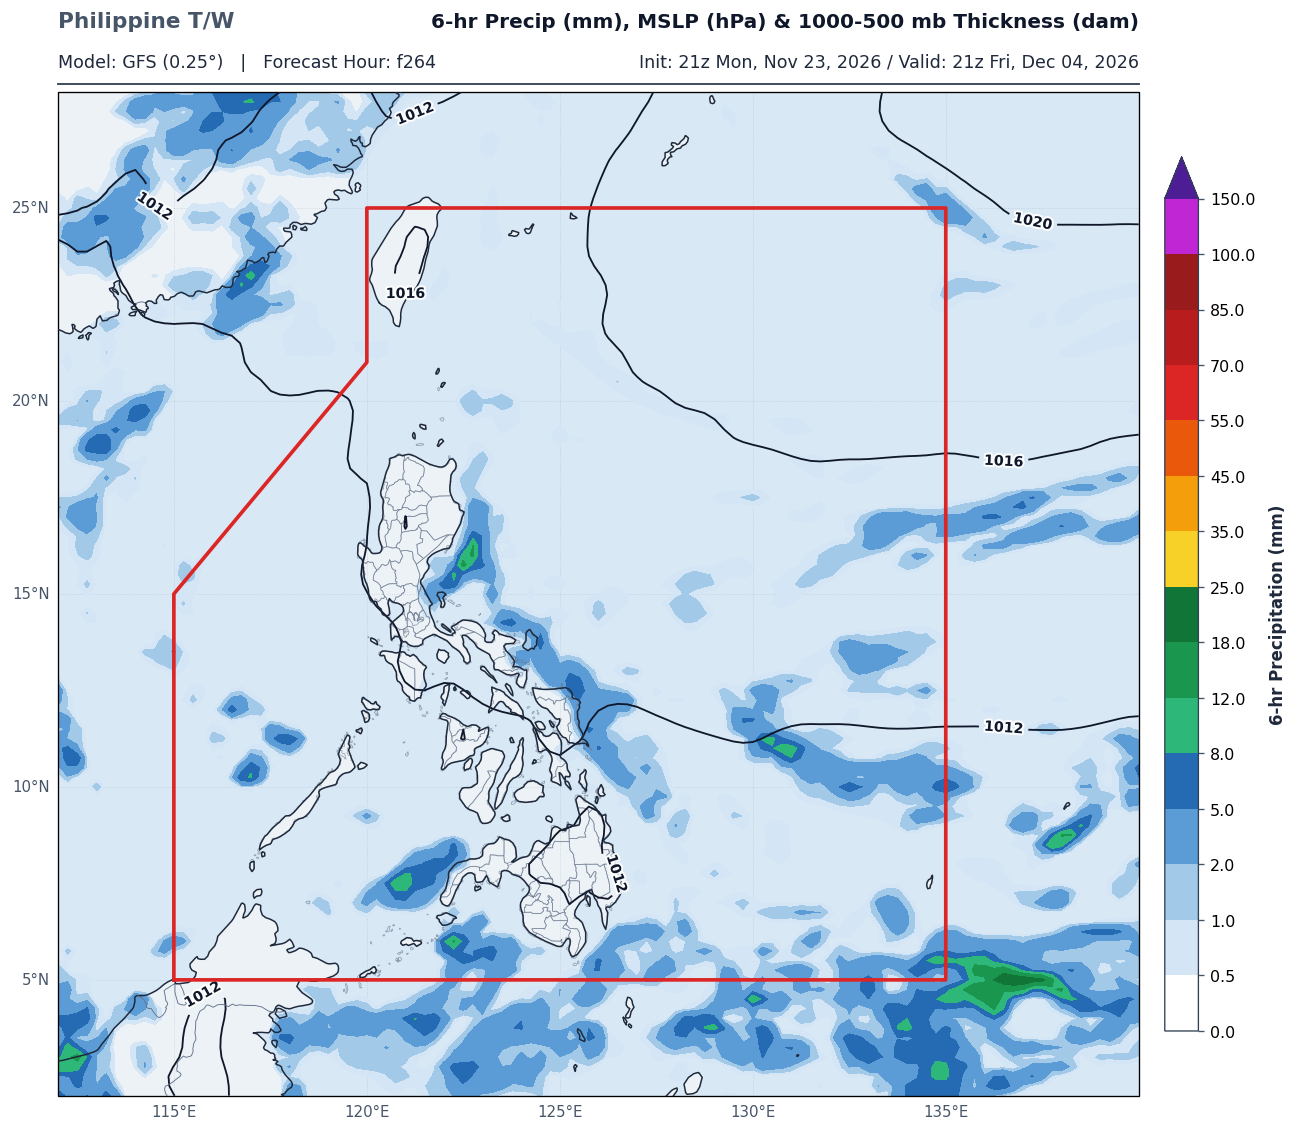 Philippine T/W
6-hr Precip (mm), MSLP (hPa) & 1000-500 mb Thickness (dam)
Model: GFS (0.25°) | Forecast Hour: f264
Init: 21z Mon, Nov 23, 2026 / Valid: 21z Fri, Dec 04, 2026
1012
1012
1020
1016
1016
1012
1012
1012
25°N
20°N
15°N
10°N
5°N
115°E
120°E
125°E
130°E
135°E
150.0
100.0
85.0
70.0
55.0
45.0
35.0
25.0
18.0
12.0
8.0
5.0
2.0
1.0
0.5
0.0
6-hr Precipitation (mm)